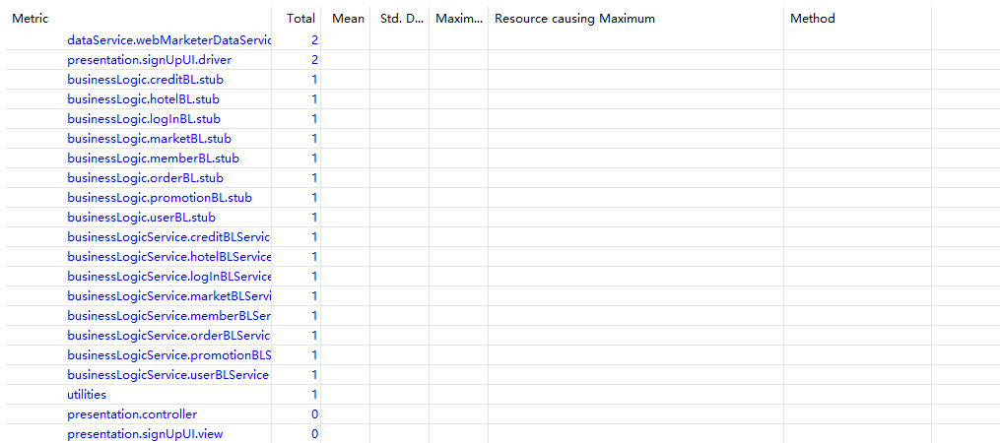 Metric Total Mean Std. D... Maxim... Resource causing Maximum Method
dataService.webMarketerDataServic 2
presentation.signUpUI.driver 2
businessLogic.creditBL.stub 1
businessLogic.hotelBL.stub 1
businessLogic.logInBL.stub 1
businessLogic.marketBL.stub 1
businessLogic.memberBL.stub 1
businessLogic.orderBL.stub 1
businessLogic.promotionBL.stub 1
businessLogic.userBL.stub 1
businessLogicService.creditBLServic 1
businessLogicService.hotelBLService 1
businessLogicService.logInBLService 1
businessLogicService.marketBLServi 1
businessLogicService.memberBLSer 1
businessLogicService.orderBLServic 1
businessLogicService.promotionBLS 1
businessLogicService.userBLService 1
utilities 1
presentation.controller 0
presentation.signUpUI.view 0